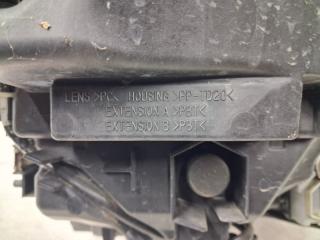 LENS >PC< HOUSING >PP-TD20<
EXTENSION A >PBT<
EXTENSION B >PBT<